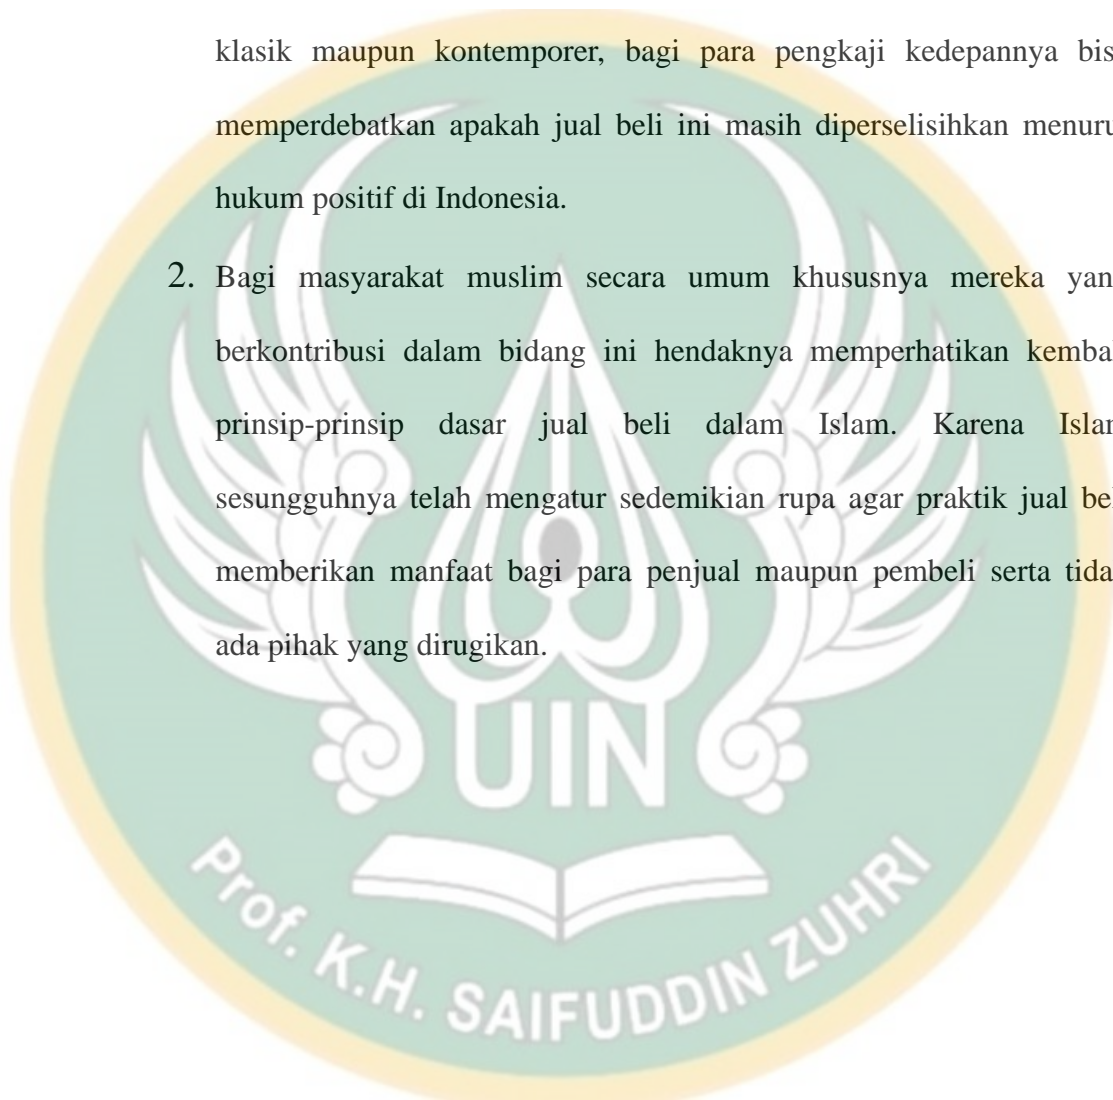 klasik maupun kontemporer, bagi para pengkaji kedepannya bis
memperdebatkan apakah jual beli ini masih diperselisihkan menuru
hukum positif di Indonesia.
2. Bagi masyarakat muslim secara umum khususnya mereka yan
berkontribusi dalam bidang ini hendaknya memperhatikan kembal
prinsip-prinsip dasar jual beli dalam Islam. Karena Islam
sesungguhnya telah mengatur sedemikian rupa agar praktik jual bel
memberikan manfaat bagi para penjual maupun pembeli serta tida
ada pihak yang dirugikan.
UIN
Prof. K.H. SAIFUDDIN ZUHRI